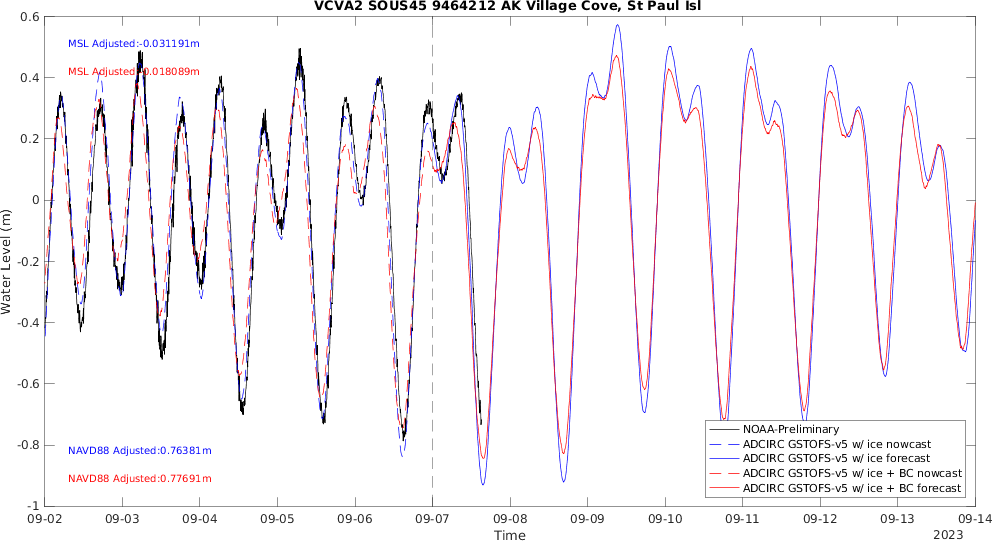 VCVA2 SOUS45 9464212 AK Village Cove, St Paul Isl
MSL Adjusted:-0.031191m
MSL Adjusted:-0.018089m
NAVD88 Adjusted:0.76381m
NAVD88 Adjusted:0.77691m
Water Level (m)
0.6
0.4
0.2
0
-0.2
-0.4
-0.6
-0.8
-1
NOAA-Preliminary
ADCIRC GSTOFS-v5 w/ ice nowcast
ADCIRC GSTOFS-v5 w/ ice forecast
ADCIRC GSTOFS-v5 w/ ice + BC nowcast
ADCIRC GSTOFS-v5 w/ ice + BC forecast
09-02 09-03 09-04 09-05 09-06 09-07 09-08 09-09 09-10 09-11 09-12 09-13 09-14
Time
2023